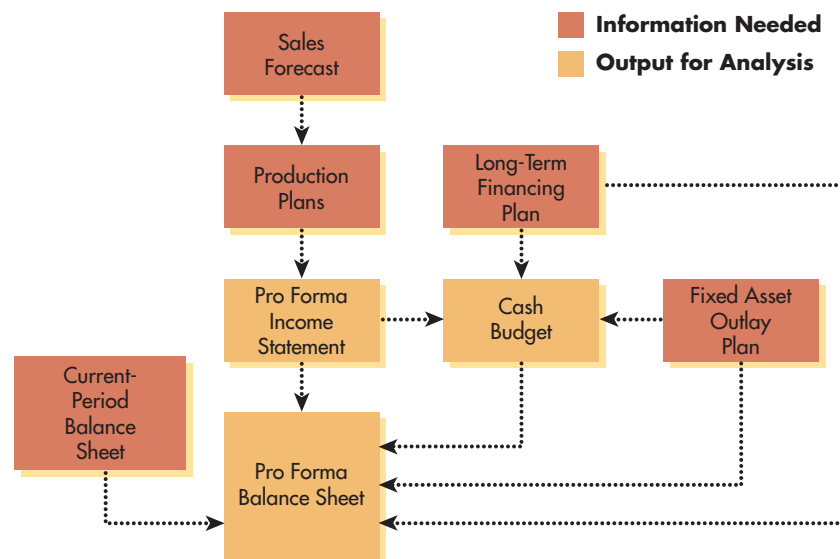 Information Needed
Output for Analysis
Sales
Forecast
Production
Plans
Long-Term
Financing
Plan
Pro Forma
Income
Statement
Cash
Budget
Fixed Asset
Outlay
Plan
Current-
Period
Balance
Sheet
Pro Forma
Balance Sheet